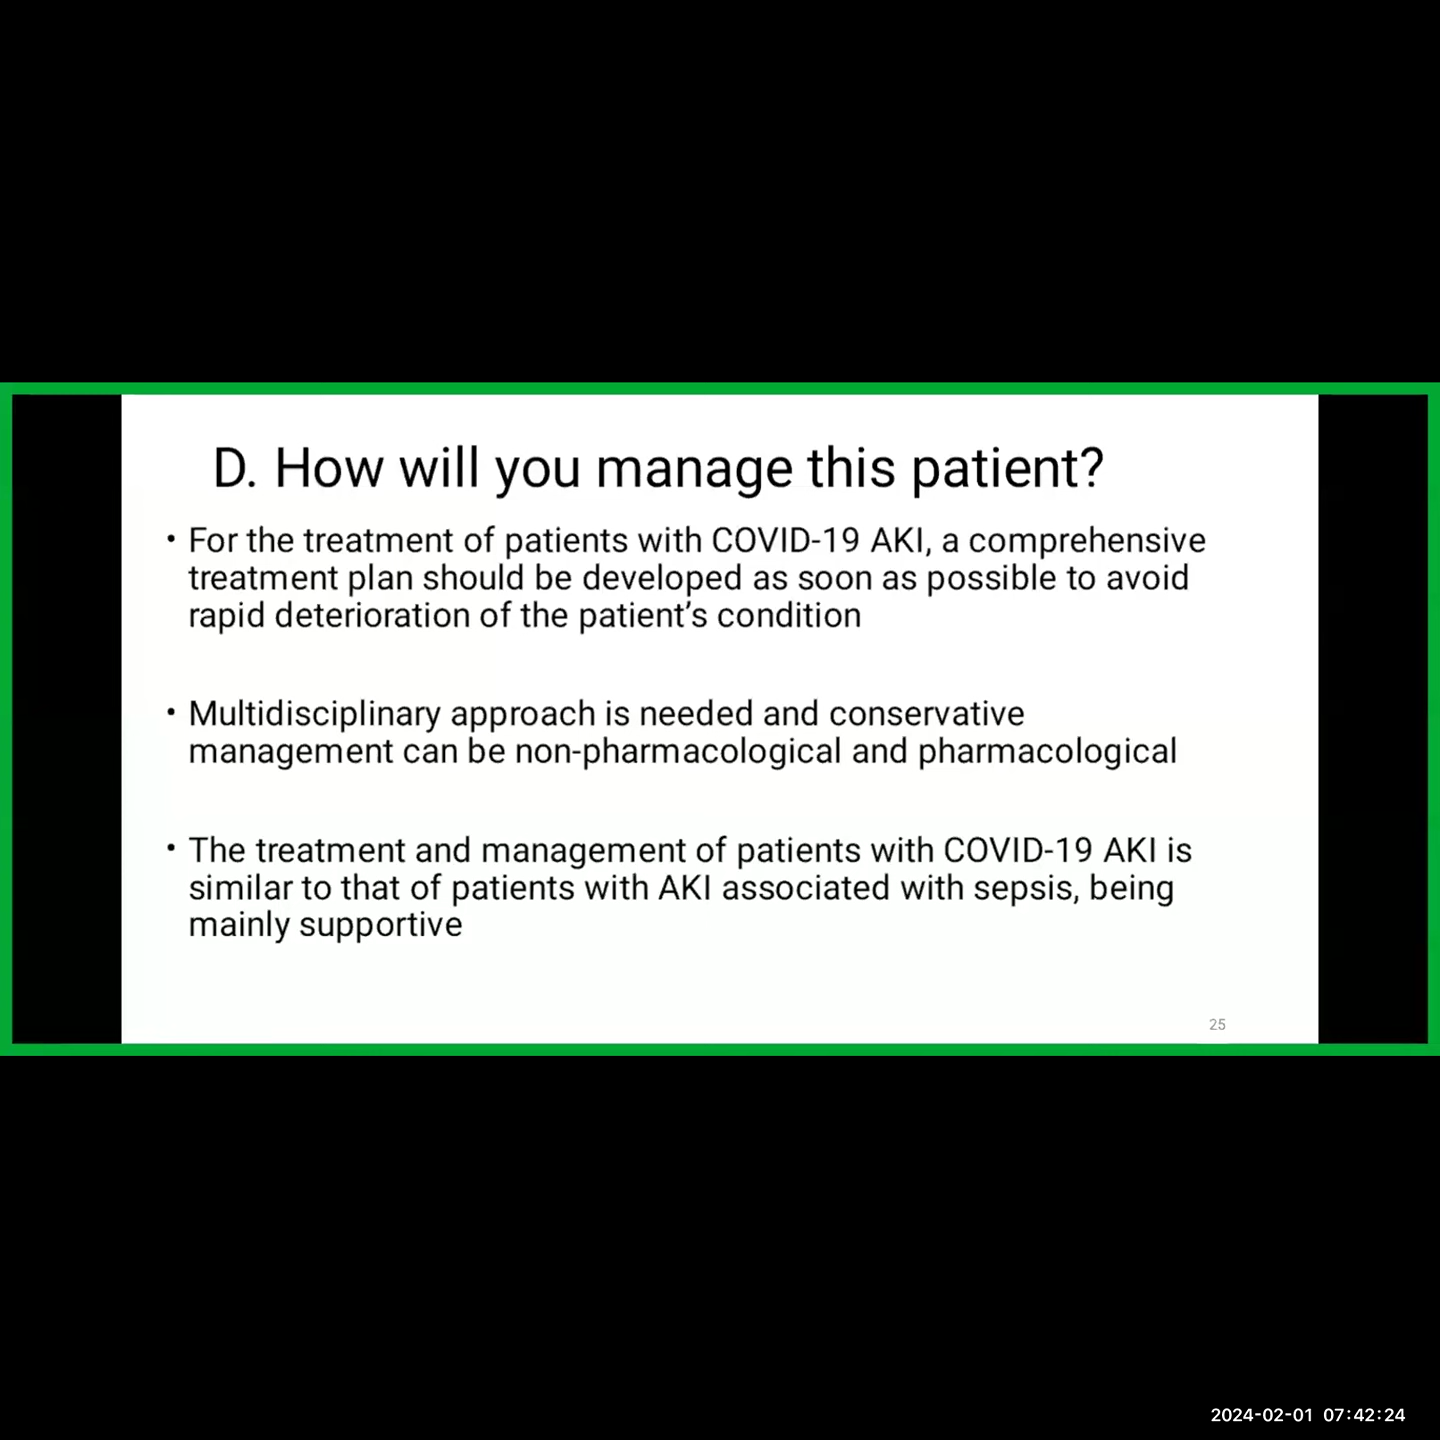 D. How will you manage this patient?
• For the treatment of patients with COVID-19 AKI, a comprehensive
treatment plan should be developed as soon as possible to avoid
rapid deterioration of the patient’s condition
• Multidisciplinary approach is needed and conservative
management can be non-pharmacological and pharmacological
• The treatment and management of patients with COVID-19 AKI is
similar to that of patients with AKI associated with sepsis, being
mainly supportive
25
2024-02-01 07:42:24